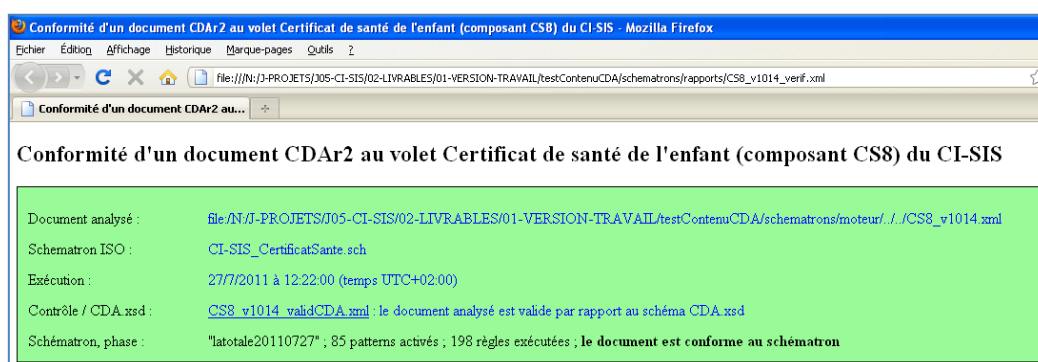 Conformité d'un document CDAr2 au volet Certificat de santé de l'enfant (composant CS8) du CI-SIS - Mozilla Firefox
Fichier Édition Affichage Historique Marque-pages Outils ?
file:///N:/J-PROJETS/J05-CI-SIS/02-LIVRABLES/01-VERSION-TRAVAIL/testContenuCDA/schematrons/rapports/CS8_v1014_verif.xml
Conformité d'un document CDAr2 au...
Conformité d'un document CDAr2 au volet Certificat de santé de l'enfant (composant CS8) du CI-SIS
Document analysé : file:/N:/J-PROJETS/J05-CI-SIS/02-LIVRABLES/01-VERSION-TRAVAIL/testContenuCDA/schematrons/moteur/../../CS8_v1014.xml
Schematron ISO : CI-SIS_CertificatSante.sch
Exécution : 27/7/2011 à 12:22:00 (temps UTC+02:00)
Contrôle / CDA.xsd : CS8_v1014_validCDA.xml : le document analysé est valide par rapport au schéma CDA.xsd
Schématron, phase : "latotale20110727" ; 85 patterns activés ; 198 règles exécutées ; le document est conforme au schématron